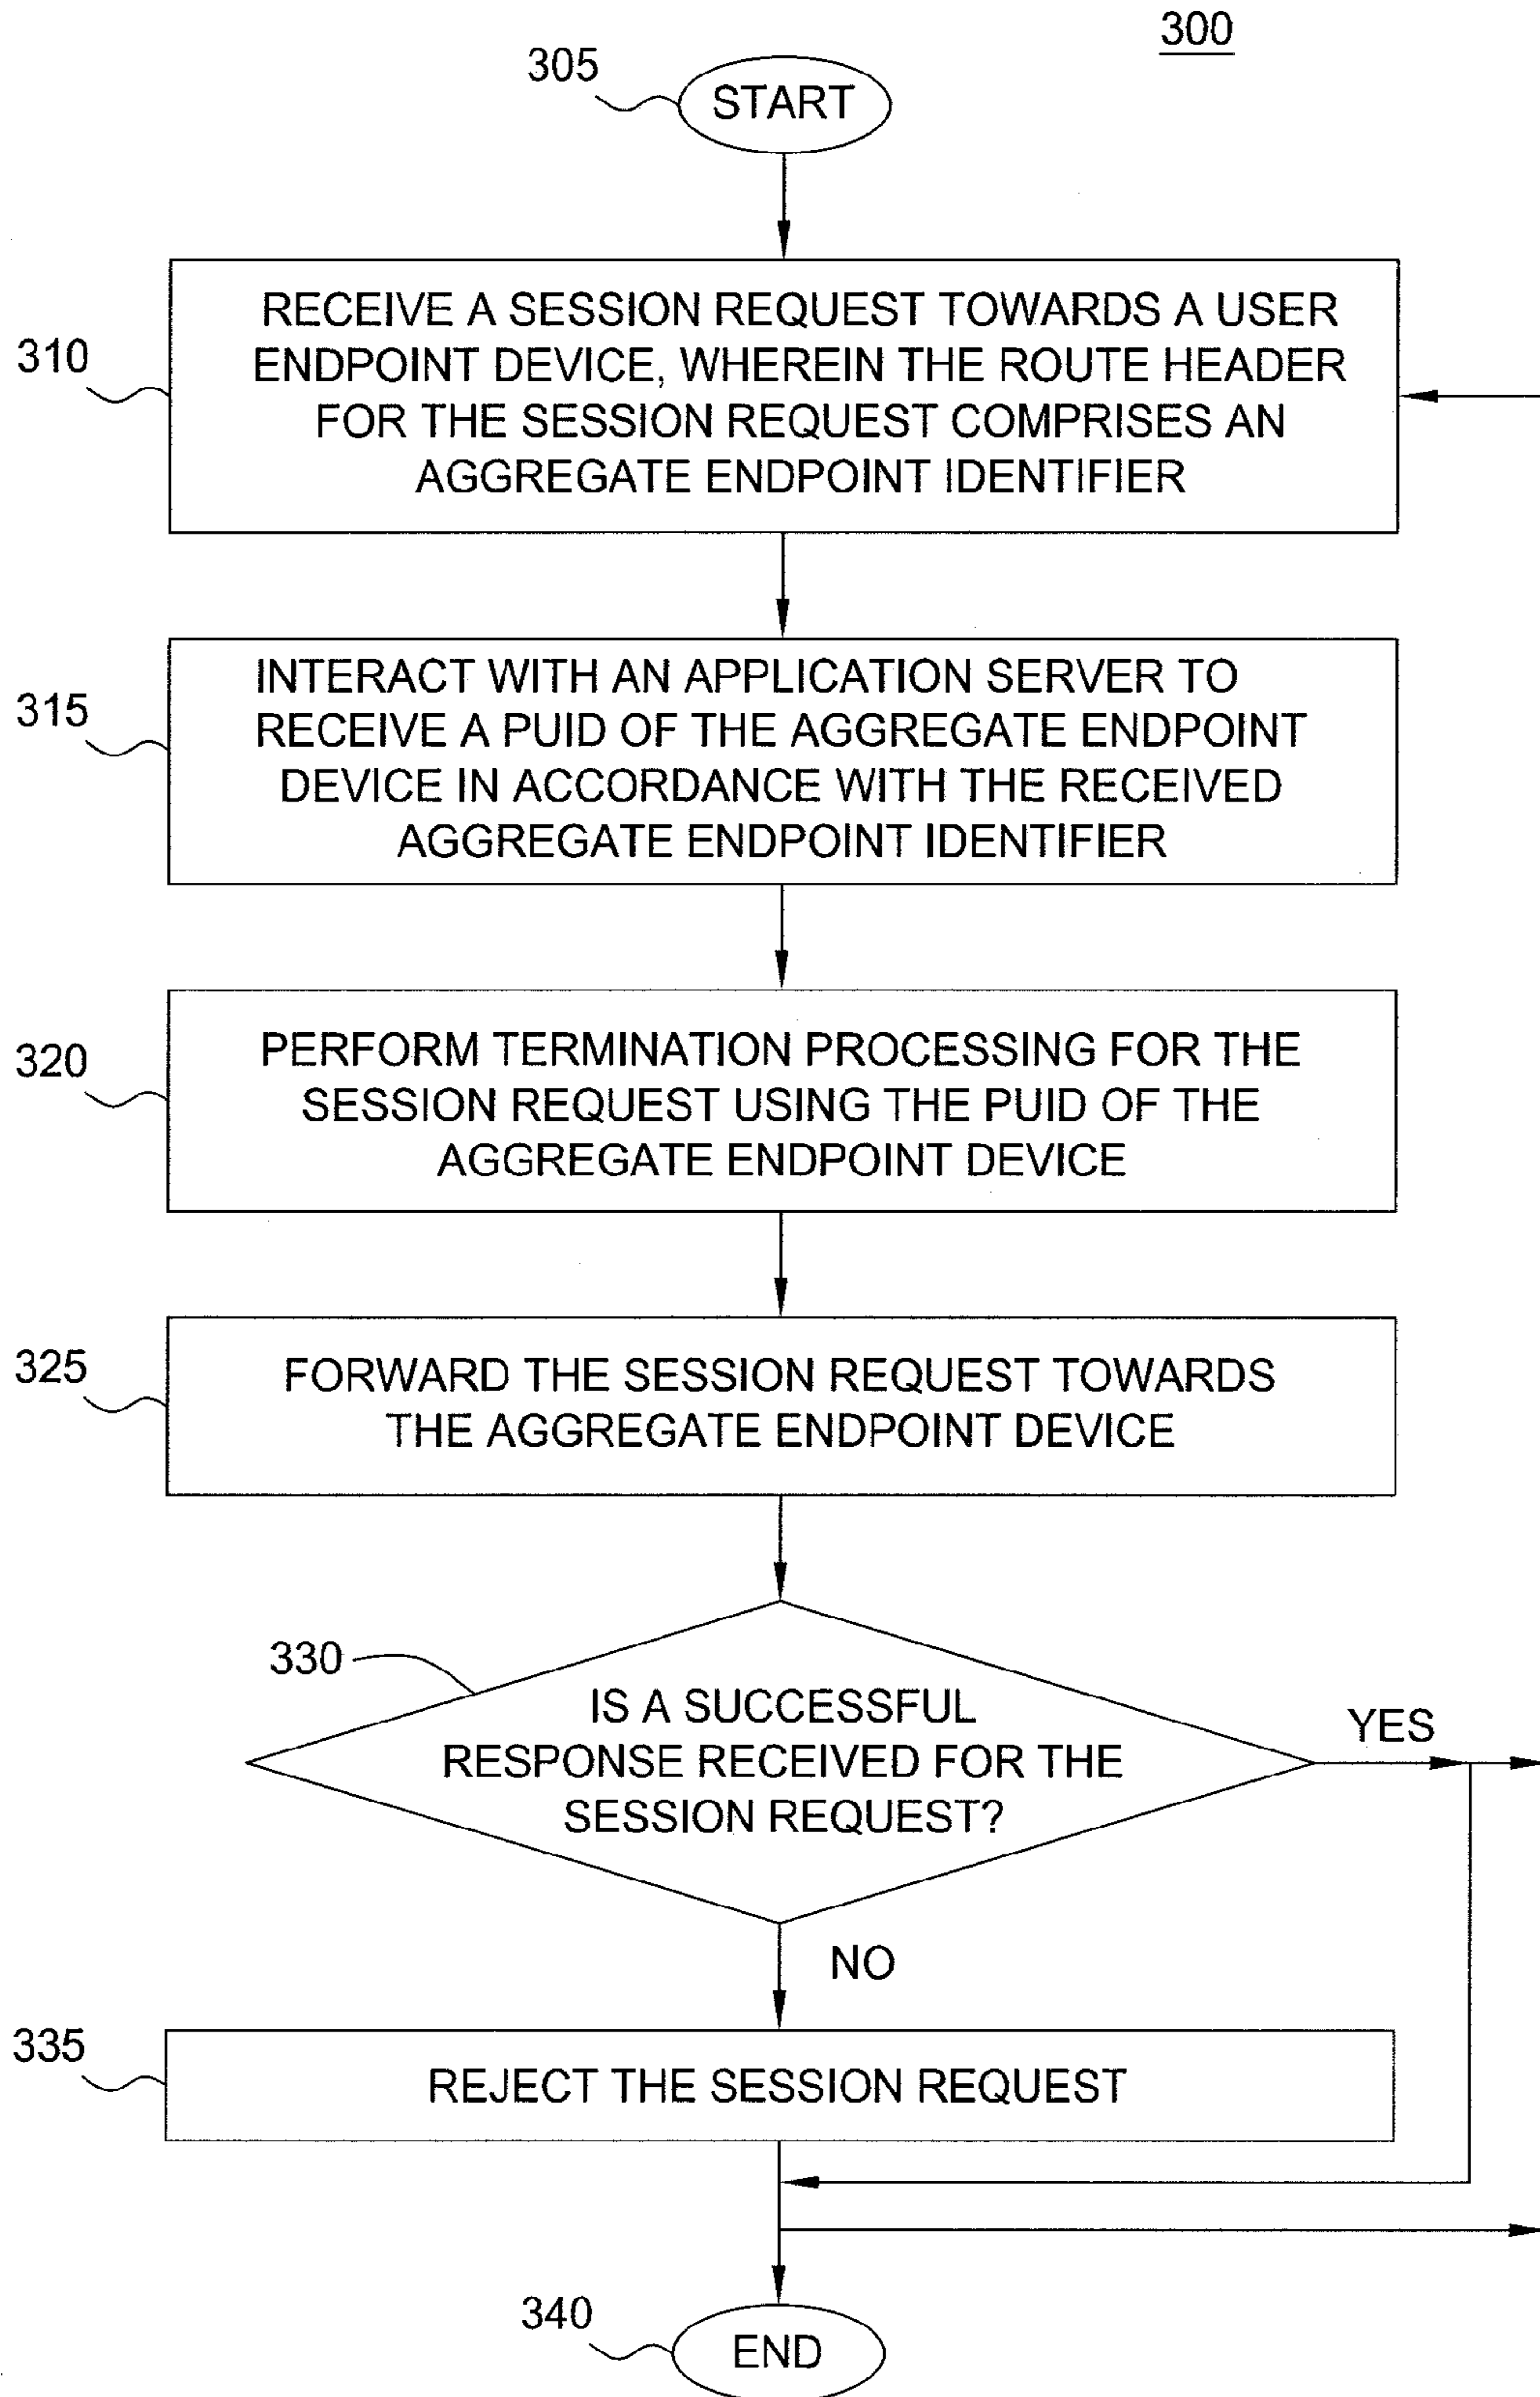 300
305
START
310
RECEIVE A SESSION REQUEST TOWARDS A USER
ENDPOINT DEVICE, WHEREIN THE ROUTE HEADER
FOR THE SESSION REQUEST COMPRISES AN
AGGREGATE ENDPOINT IDENTIFIER
315
INTERACT WITH AN APPLICATION SERVER TO
RECEIVE A PUID OF THE AGGREGATE ENDPOINT
DEVICE IN ACCORDANCE WITH THE RECEIVED
AGGREGATE ENDPOINT IDENTIFIER
320
PERFORM TERMINATION PROCESSING FOR THE
SESSION REQUEST USING THE PUID OF THE
AGGREGATE ENDPOINT DEVICE
325
FORWARD THE SESSION REQUEST TOWARDS
THE AGGREGATE ENDPOINT DEVICE
330
IS A SUCCESSFUL
RESPONSE RECEIVED FOR THE
SESSION REQUEST?
YES
NO
335
REJECT THE SESSION REQUEST
340
END